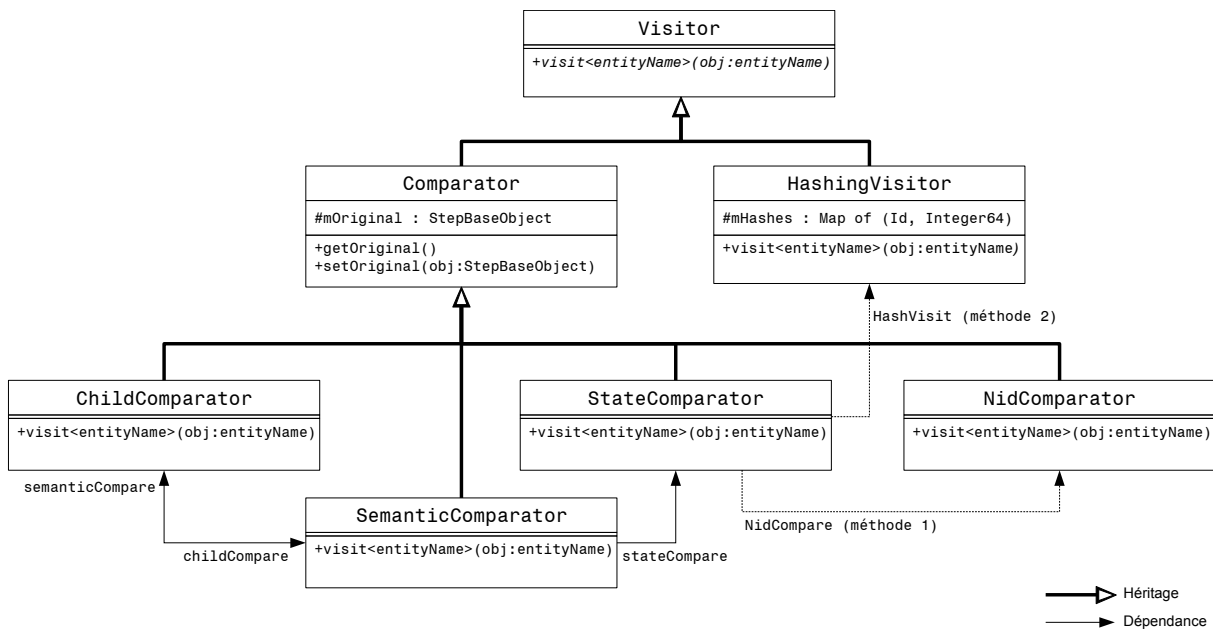 Visitor
+visit<entityName>(obj:entityName)
Comparator
#mOriginal : StepBaseObject
+getOriginal()
+setOriginal(obj:StepBaseObject)
HashingVisitor
#mHashes : Map of (Id, Integer64)
+visit<entityName>(obj:entityName)
HashVisit (méthode 2)
ChildComparator
+visit<entityName>(obj:entityName)
StateComparator
+visit<entityName>(obj:entityName)
NidComparator
+visit<entityName>(obj:entityName)
semanticCompare
childCompare
SemanticComparator
+visit<entityName>(obj:entityName)
stateCompare
NidCompare (méthode 1)
Héritage
Dépendance